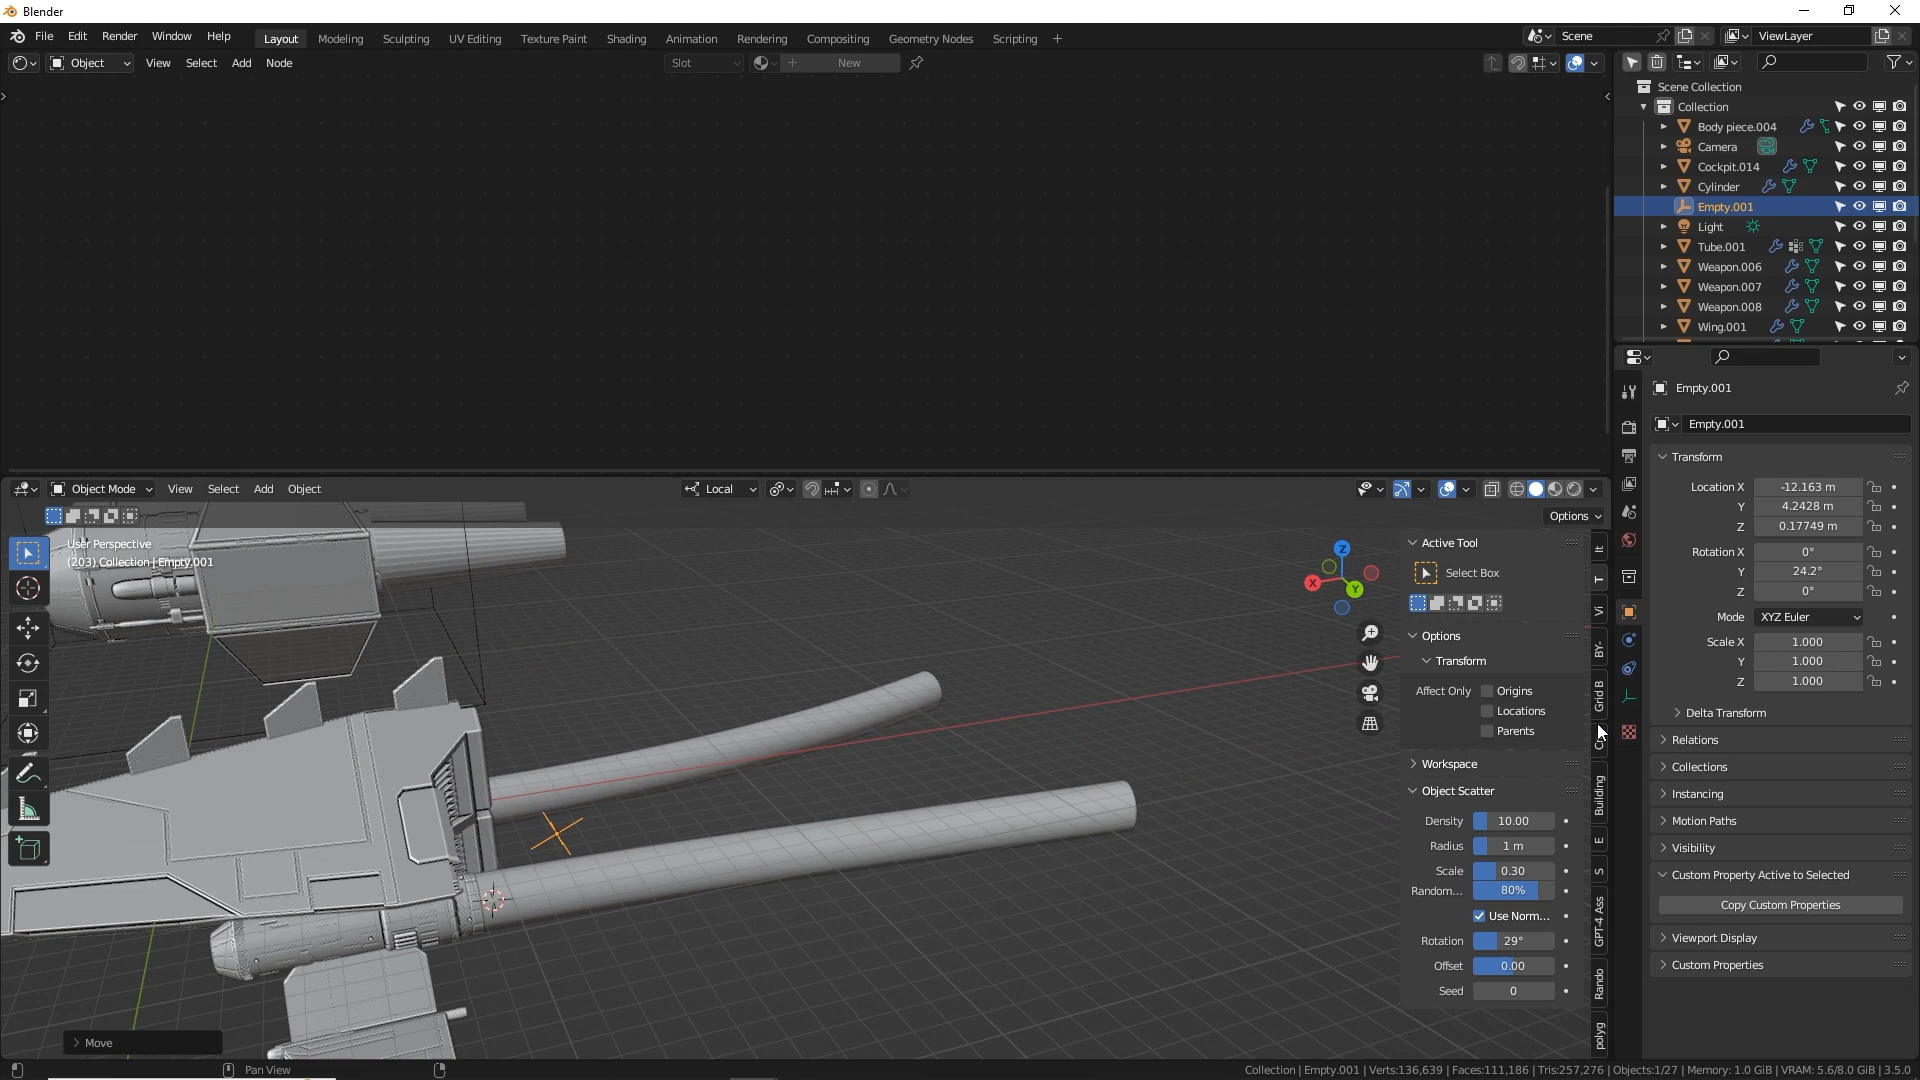 Blender
File Edit Render Window Help Layout Modeling Sculpting UV Editing Texture Paint Shading Animation Rendering Compositing Geometry Nodes Scripting + Scene ViewLayer
Object View Select Add Node Slot New
Scene Collection
Collection
Body piece.004
Camera
Cockpit.014
Cylinder
Empty.001
Light
Tube.001
Weapon.006
Weapon.007
Weapon.008
Wing.001
Empty.001
Empty.001
Transform
Location X -12.163 m
Y 4.2428 m
Z 0.17749 m
Rotation X 0°
Y 24.2°
Z 0°
Mode XYZ Euler
Scale X 1.000
Y 1.000
Z 1.000
Delta Transform
Relations
Collections
Instancing
Motion Paths
Visibility
Custom Property Active to Selected
Copy Custom Properties
Viewport Display
Custom Properties
Object Mode View Select Add Object Local
Options
User Perspective
(203) Collection | Empty.001
Z
X
Y
Active Tool
Select Box
Options
Transform
Affect Only Origins
Locations
Parents
Workspace
Object Scatter
Density 10.00
Radius 1 m
Scale 0.30
Random... 80%
Use Norm...
Rotation 29°
Offset 0.00
Seed 0
It
T
Vi
BY-
Grid B
Building
E
S
GPT-4 Ass
Rando
polyg
Move
Pan View
Collection | Empty.001 | Verts:136,639 | Faces:111,186 | Tris:257,276 | Objects:1/27 | Memory: 1.0 GiB | VRAM: 5.6/8.0 GiB | 3.5.0